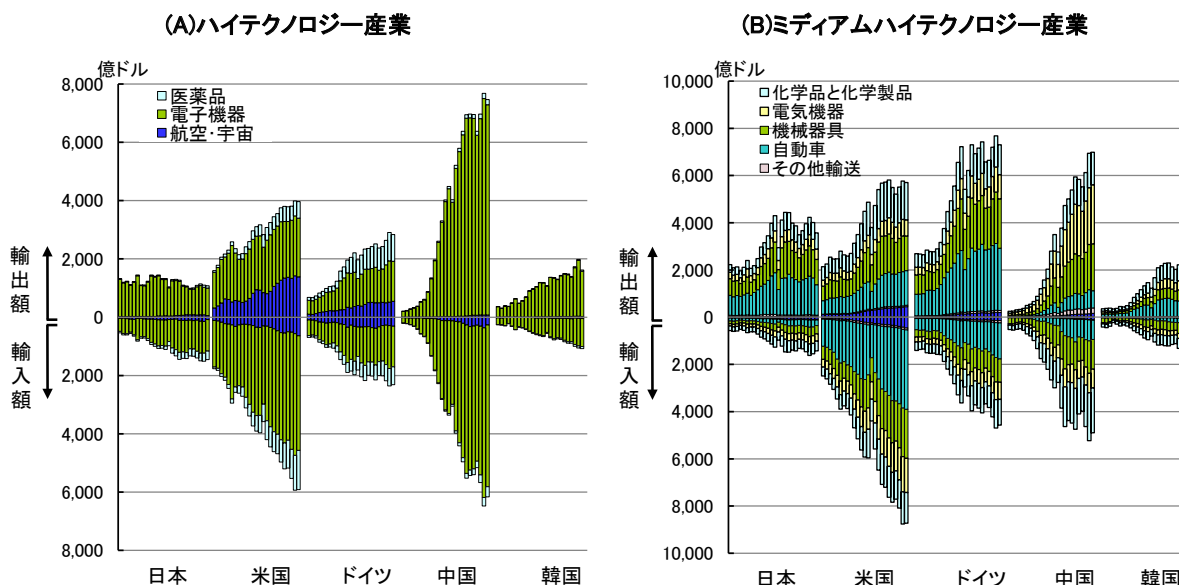 (A)ハイテクノロジー産業
億ドル
8,000
6,000
4,000
2,000
0
2,000
4,000
6,000
8,000
医薬品
電子機器
航空・宇宙
輸出額
輸入額
日本 米国 ドイツ 中国 韓国
(B)ミディアムハイテクノロジー産業
億ドル
10,000
8,000
6,000
4,000
2,000
0
2,000
4,000
6,000
8,000
10,000
化学品と化学製品
電気機器
機械器具
自動車
その他輸送
輸出額
輸入額
日本 米国 ドイツ 中国 韓国